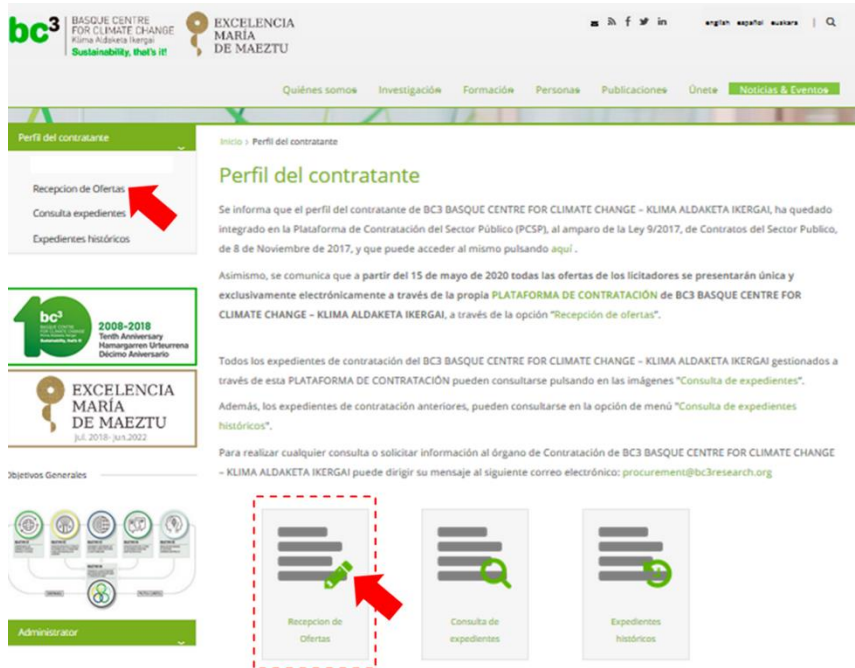 bc³
BASQUE CENTRE
FOR CLIMATE CHANGE
Klima Aldaketa Ikergai
Sustainability, that's it!
EXCELENCIA
MARÍA
DE MAEZTU
english español euskara
Quiénes somos Investigación Formación Personas Publicaciones Únete Noticias & Eventos
Perfil del contratante
Recepcion de Ofertas
Consulta expedientes
Expedientes históricos
Inicio > Perfil del contratante
Perfil del contratante
Se informa que el perfil del contratante de BC3 BASQUE CENTRE FOR CLIMATE CHANGE – KLIMA ALDAKETA IKERGAI, ha quedado
integrado en la Plataforma de Contratación del Sector Público (PCSP), al amparo de la Ley 9/2017, de Contratos del Sector Publico,
de 8 de Noviembre de 2017, y que puede acceder al mismo pulsando aquí .
Asimismo, se comunica que a partir del 15 de mayo de 2020 todas las ofertas de los licitadores se presentarán única y
exclusivamente electrónicamente a través de la propia PLATAFORMA DE CONTRATACIÓN de BC3 BASQUE CENTRE FOR
CLIMATE CHANGE – KLIMA ALDAKETA IKERGAI, a través de la opción "Recepción de ofertas".
Todos los expedientes de contratación del BC3 BASQUE CENTRE FOR CLIMATE CHANGE – KLIMA ALDAKETA IKERGAI gestionados a
través de esta PLATAFORMA DE CONTRATACIÓN pueden consultarse pulsando en las imágenes "Consulta de expedientes".
Además, los expedientes de contratación anteriores, pueden consultarse en la opción de menú "Consulta de expedientes
históricos".
Para realizar cualquier consulta o solicitar información al órgano de Contratación de BC3 BASQUE CENTRE FOR CLIMATE CHANGE
– KLIMA ALDAKETA IKERGAI puede dirigir su mensaje al siguiente correo electrónico: procurement@bc3research.org
bc³
2008-2018
Tenth Anniversary
Hamargarren Urteurrena
Décimo Aniversario
EXCELENCIA
MARÍA
DE MAEZTU
Jul. 2018- Jun.2022
Objetivos Generales
Administrator
Recepcion de
Ofertas
Consulta de
expedientes
Expedientes
históricos